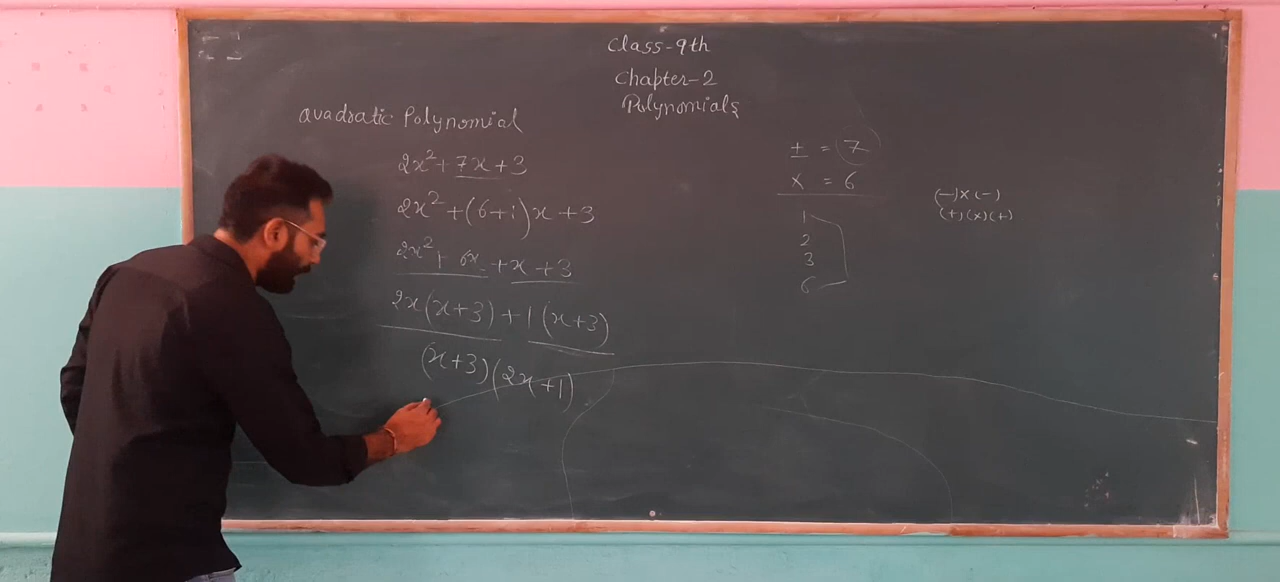 Class-9th
Chapter-2
Polynomials
Quadratic Polynomial
2x²+7x+3
2x²+(6+1)x+3
2x²+6x+x+3
2x(x+3)+1(x+3)
(x+3)(2x+1)
± = 7
x = 6
1
2
3
6
(-)x(-)
(+)(x)(+)